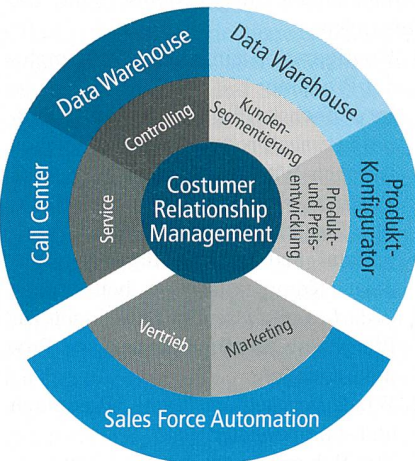 Data Warehouse
Data Warehouse
Controlling
Kunden-
Segmentierung
Call Center
Service
Costumer
Relationship
Management
Produkt-
und Preis-
entwicklung
Produkt-
Konfigurator
Vertrieb
Marketing
Sales Force Automation